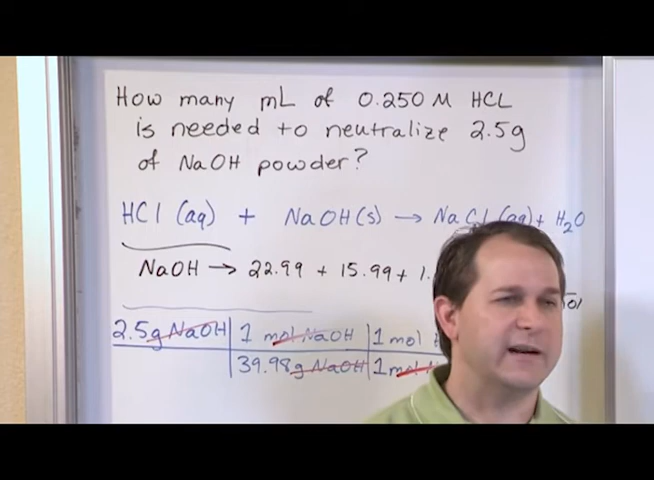 How many mL of 0.250 M HCL
is needed to neutralize 2.5g
of NaOH powder?
HCl (aq) + NaOH(s) → NaCl (aq) + H2O
NaOH → 22.99 + 15.99 + 1.
2.5g NaOH 1 mol NaOH 1 mol
39.98g NaOH 1 mol